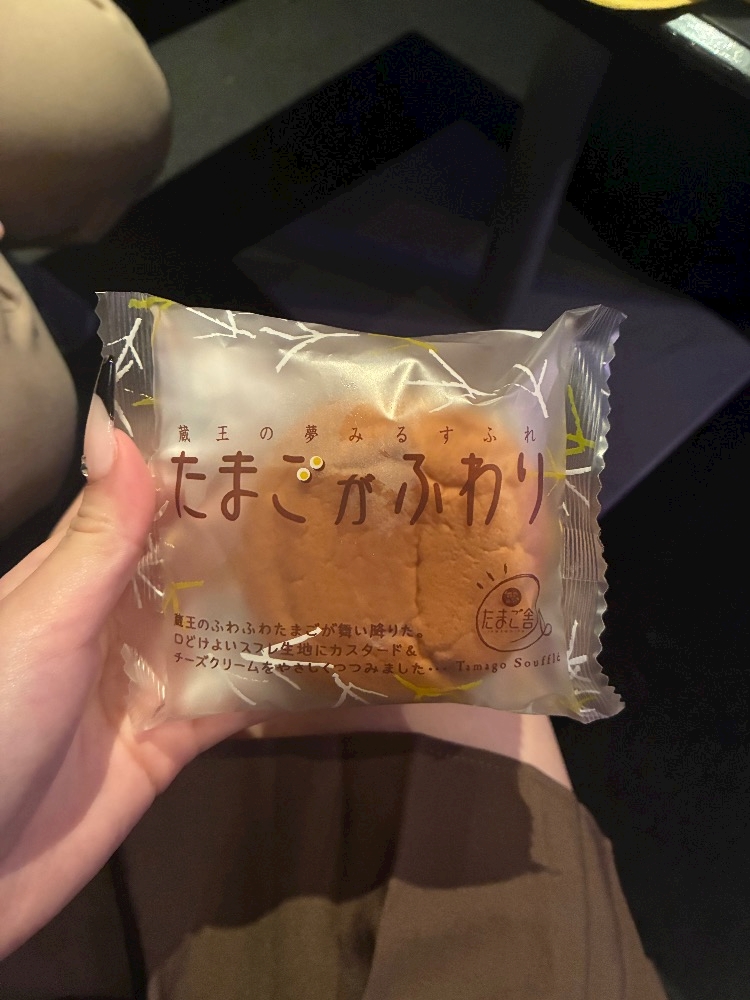 蔵王の夢みるすふれ
たまごがふわり
たまご舎
蔵王のふわふわたまごが舞い降りた。
口どけよいスフレ生地にカスタード&
チーズクリームをやさしくつつみました… Tamago Soufflé